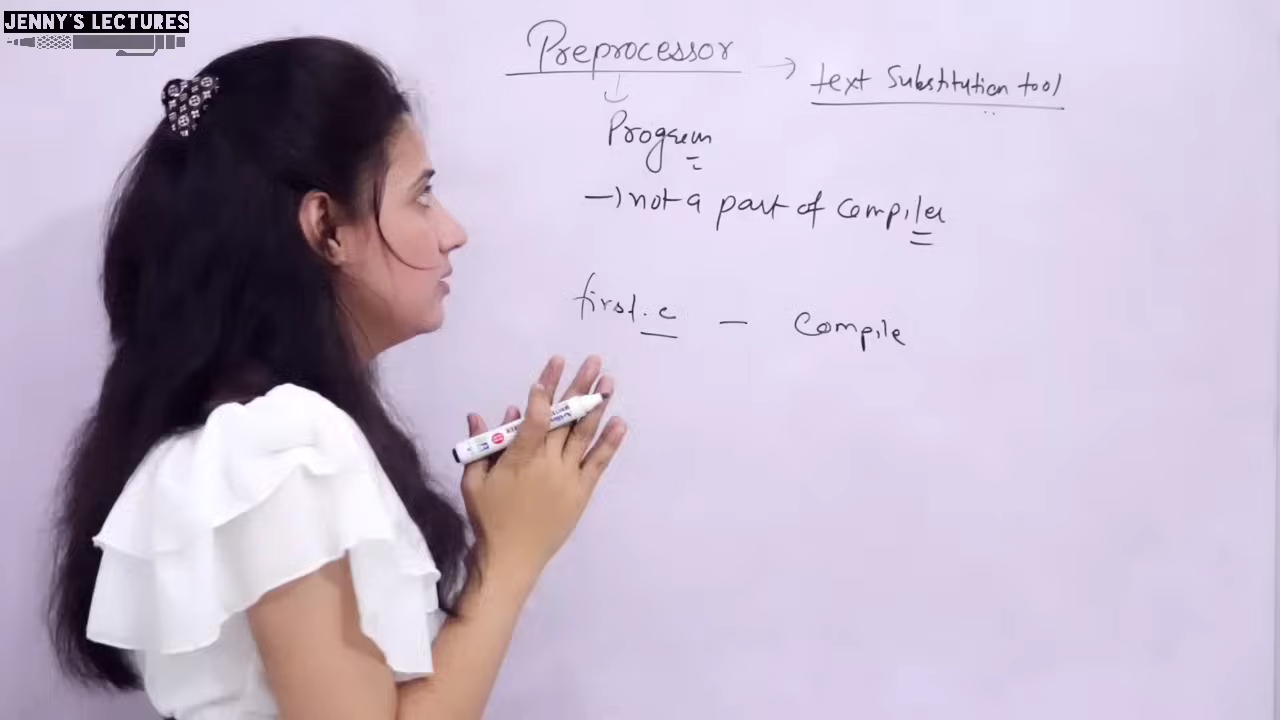 JENNY'S LECTURES
Preprocessor → text Substitution tool
Program
→ not a part of Compiler
first.c - Compile